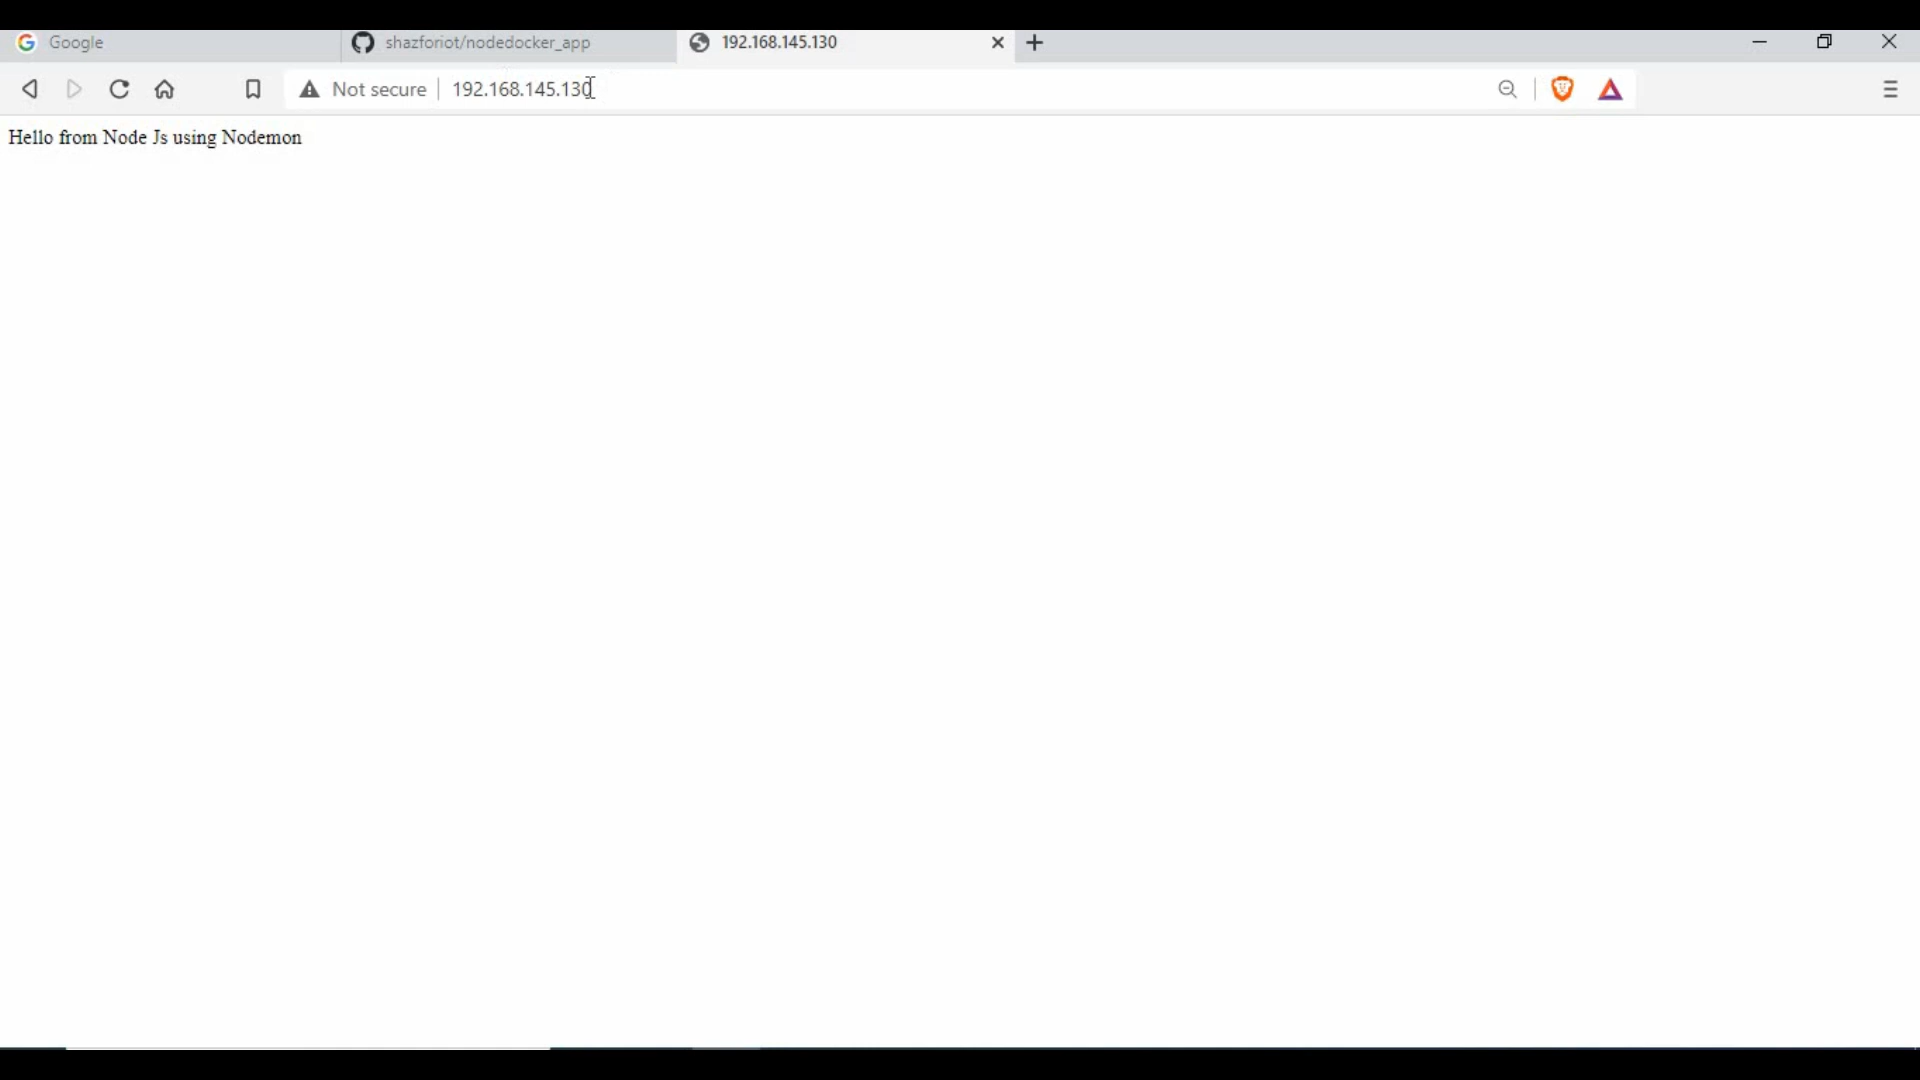 Google
shazforiot/nodedocker_app
192.168.145.130
Not secure
192.168.145.130
Hello from Node Js using Nodemon